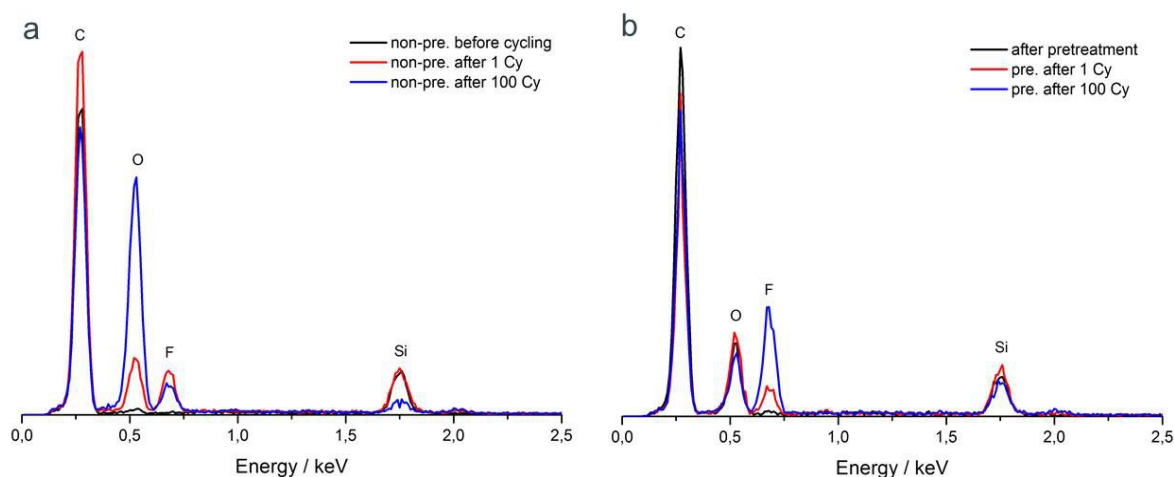 a
C
O
F
Si
non-pre. before cycling
non-pre. after 1 Cy
non-pre. after 100 Cy
0,0 0,5 1,0 1,5 2,0 2,5
Energy / keV
b
C
O
F
Si
after pretreatment
pre. after 1 Cy
pre. after 100 Cy
0,0 0,5 1,0 1,5 2,0 2,5
Energy / keV